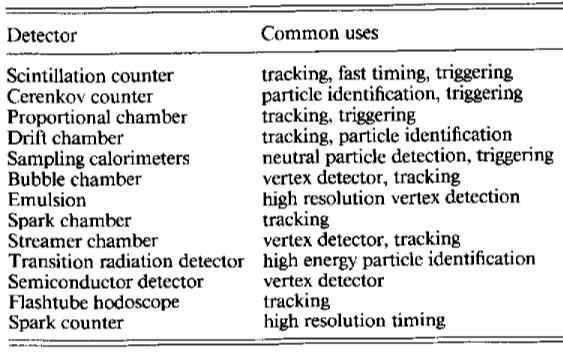 Detector Common uses
Scintillation counter tracking, fast timing, triggering
Cerenkov counter particle identification, triggering
Proportional chamber tracking, triggering
Drift chamber tracking, particle identification
Sampling calorimeters neutral particle detection, triggering
Bubble chamber vertex detector, tracking
Emulsion high resolution vertex detection
Spark chamber tracking
Streamer chamber vertex detector, tracking
Transition radiation detector high energy particle identification
Semiconductor detector vertex detector
Flashtube hodoscope tracking
Spark counter high resolution timing